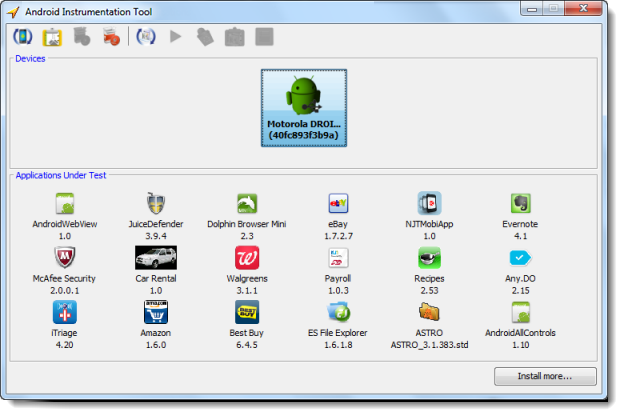 Android Instrumentation Tool
Devices
Motorola DROI...
(40fc893f3b9a)
Applications Under Test
AndroidWebView JuiceDefender Dolphin Browser Mini eBay NJTMobiApp Evernote
1.0 3.9.4 2.3 1.7.2.7 1.0 4.1
McAfee Security Car Rental Walgreens Payroll Recipes Any.DO
2.0.0.1 1.0 3.1.1 1.0.3 2.53 2.15
iTriage Amazon Best Buy ES File Explorer ASTRO AndroidAllControls
4.20 1.6.0 6.4.5 1.6.1.8 ASTRO_3.1.383.std 1.10
Install more...